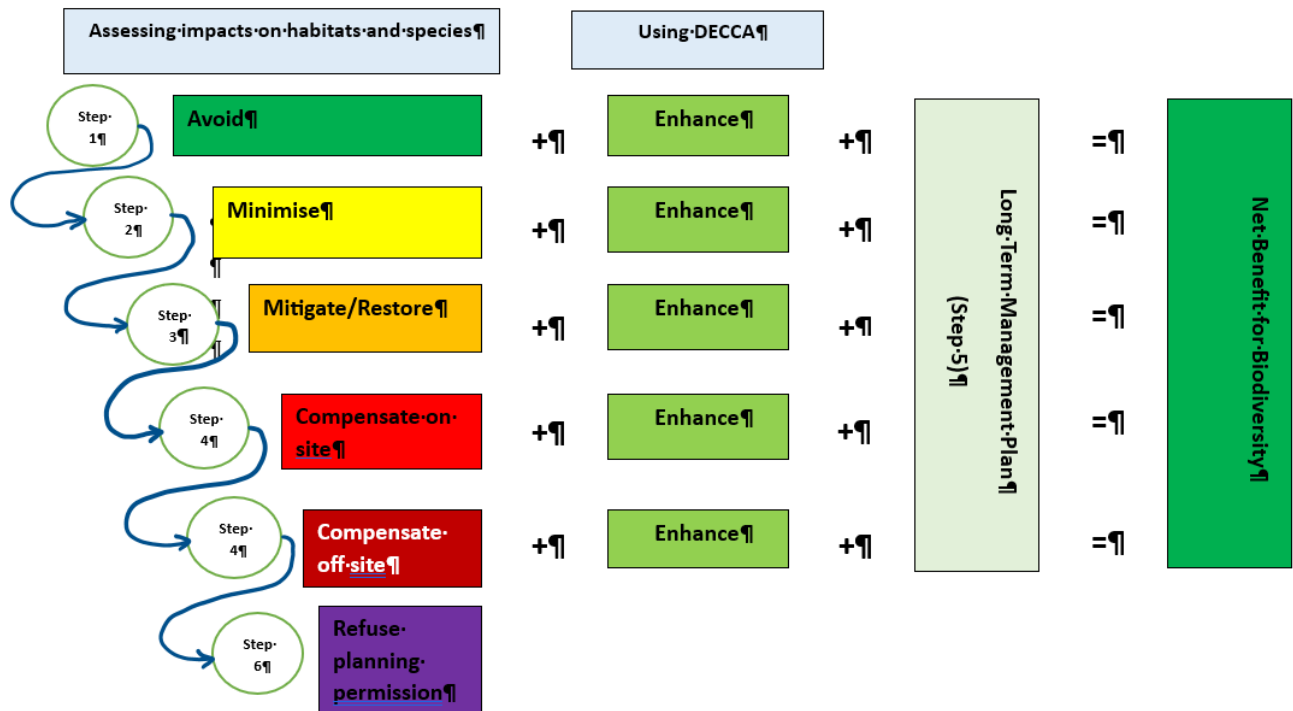 Assessing·impacts·on·habitats·and·species¶
Using·DECCA¶
Step·
1¶
Avoid¶
+¶
Enhance¶
+¶
=¶
Step·
2¶
¶
Minimise¶
+¶
Enhance¶
+¶
=¶
¶
Step·
3¶
¶
¶
Mitigate/Restore¶
+¶
Enhance¶
+¶
=¶
Step·
4¶
Compensate·on·
site¶
+¶
Enhance¶
+¶
=¶
Step·
4¶
Compensate·
off·site¶
+¶
Enhance¶
+¶
=¶
Step·
6¶
Refuse·
planning·
permission¶
Long·Term·Management·Plan¶
(Step·5)¶
Net·Benefit·for·Biodiversity¶